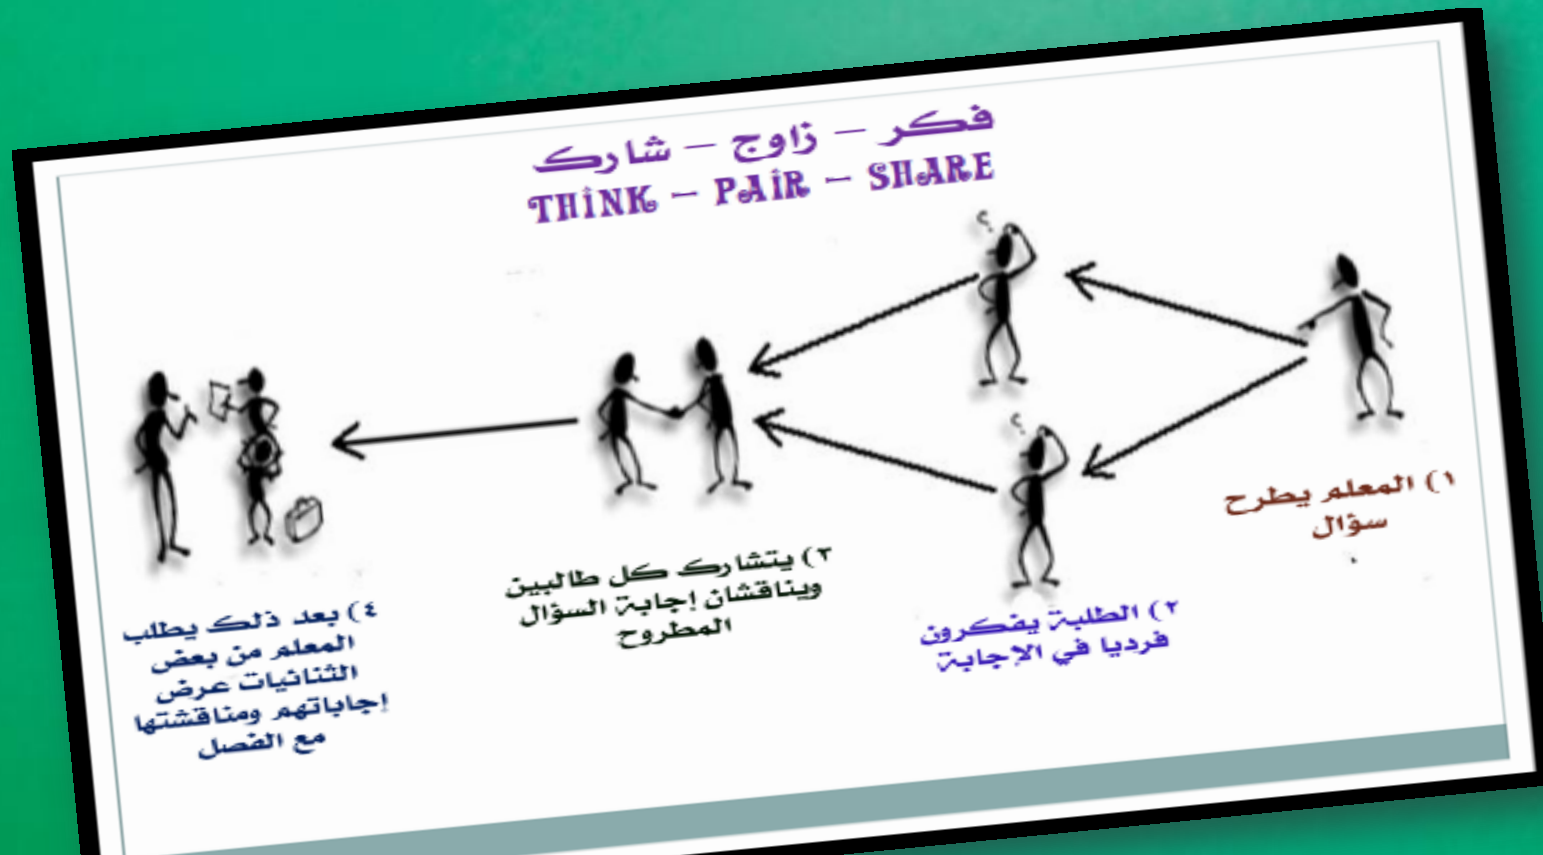 فكر – زاوج – شارك
THINK – PAIR – SHARE
؟
؟
١) المعلم يطرح
سؤال
.
٢) الطلبة يفكرون
فرديا في الاجابة
٣) يتشارك كل طالبين
ويناقشان إجابة السؤال
المطروح
٤) بعد ذلك يطلب
المعلم من بعض
الثنائيات عرض
إجاباتهم ومناقشتها
مع الفصل